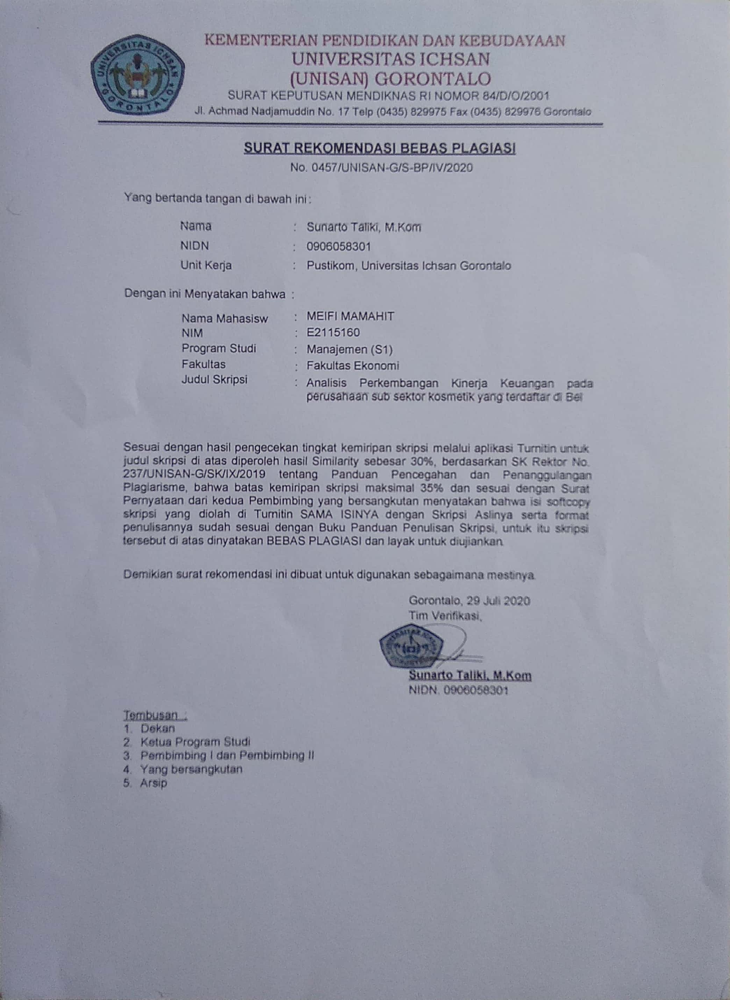 UNIVERSITAS ICHSAN
GORONTALO
KEMENTERIAN PENDIDIKAN DAN KEBUDAYAAN
UNIVERSITAS ICHSAN
(UNISAN) GORONTALO
SURAT KEPUTUSAN MENDIKNAS RI NOMOR 84/D/O/2001
Jl. Achmad Nadjamuddin No. 17 Telp (0435) 829975 Fax (0435) 829976 Gorontalo
SURAT REKOMENDASI BEBAS PLAGIASI
No. 0457/UNISAN-G/S-BP/IV/2020
Yang bertanda tangan di bawah ini :
Nama : Sunarto Taliki, M.Kom
NIDN : 0906058301
Unit Kerja : Pustikom, Universitas Ichsan Gorontalo
Dengan ini Menyatakan bahwa :
Nama Mahasisw : MEIFI MAMAHIT
NIM : E2115160
Program Studi : Manajemen (S1)
Fakultas : Fakultas Ekonomi
Judul Skripsi : Analisis Perkembangan Kinerja Keuangan pada
perusahaan sub sektor kosmetik yang terdaftar di Bei
Sesuai dengan hasil pengecekan tingkat kemiripan skripsi melalui aplikasi Turnitin untuk
judul skripsi di atas diperoleh hasil Similarity sebesar 30%, berdasarkan SK Rektor No.
237/UNISAN-G/SK/IX/2019 tentang Panduan Pencegahan dan Penanggulangan
Plagiarisme, bahwa batas kemiripan skripsi maksimal 35% dan sesuai dengan Surat
Pernyataan dari kedua Pembimbing yang bersangkutan menyatakan bahwa isi softcopy
skripsi yang diolah di Turnitin SAMA ISINYA dengan Skripsi Aslinya serta format
penulisannya sudah sesuai dengan Buku Panduan Penulisan Skripsi, untuk itu skripsi
tersebut di atas dinyatakan BEBAS PLAGIASI dan layak untuk diujiankan.
Demikian surat rekomendasi ini dibuat untuk digunakan sebagaimana mestinya.
Gorontalo, 29 Juli 2020
Tim Verifikasi,
Sunarto Taliki, M.Kom
NIDN. 0906058301
Tembusan :
1. Dekan
2. Ketua Program Studi
3. Pembimbing I dan Pembimbing II
4. Yang bersangkutan
5. Arsip